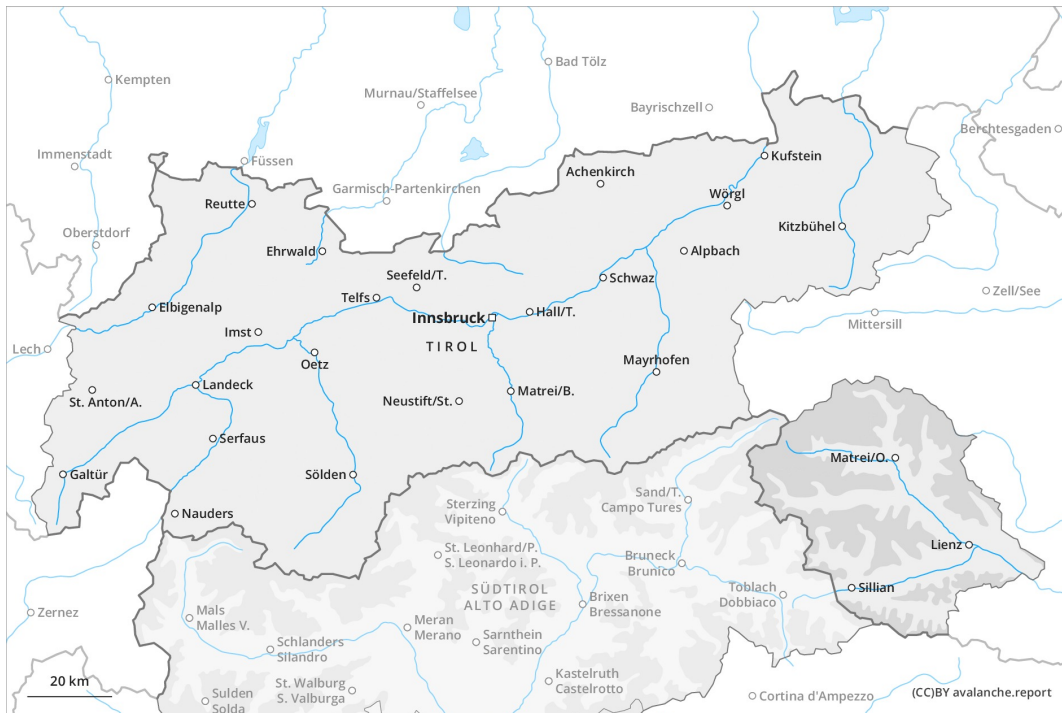 Kempten
Bad Tölz
Murnau/Staffelsee
Bayrischzell
Berchtesgaden
Immenstadt
Füssen
Kufstein
Achenkirch
Garmisch-Partenkirchen
Reutte
Wörgl
Oberstdorf
Kitzbühel
Ehrwald
Alpbach
Seefeld/T.
Schwaz
Zell/See
Telfs
Elbigenalp
Innsbruck
Hall/T.
Mittersill
Imst
TIROL
Lech
Oetz
Mayrhofen
Landeck
St. Anton/A.
Neustift/St.
Matrei/B.
Serfaus
Matrei/O.
Galtür
Sölden
Sand/T.
Campo Tures
Sterzing
Vipiteno
Nauders
Lienz
St. Leonhard/P.
S. Leonardo i. P.
Bruneck
Brunico
SÜDTIROL
ALTO ADIGE
Toblach
Dobbiaco
Sillian
Zernez
Mals
Malles V.
Brixen
Bressanone
Meran
Merano
Sarnthein
Sarentino
Schlanders
Silandro
20 km
St. Walburg
S. Valburga
Kastelruth
Castelrotto
Sulden
Solda
Cortina d'Ampezzo
(CC)BY avalanche.report